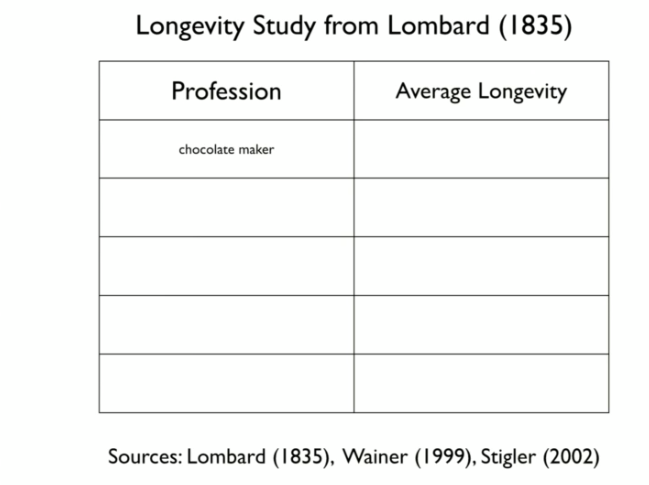 Longevity Study from Lombard (1835)
Profession Average Longevity
chocolate maker
Sources: Lombard (1835), Wainer (1999), Stigler (2002)